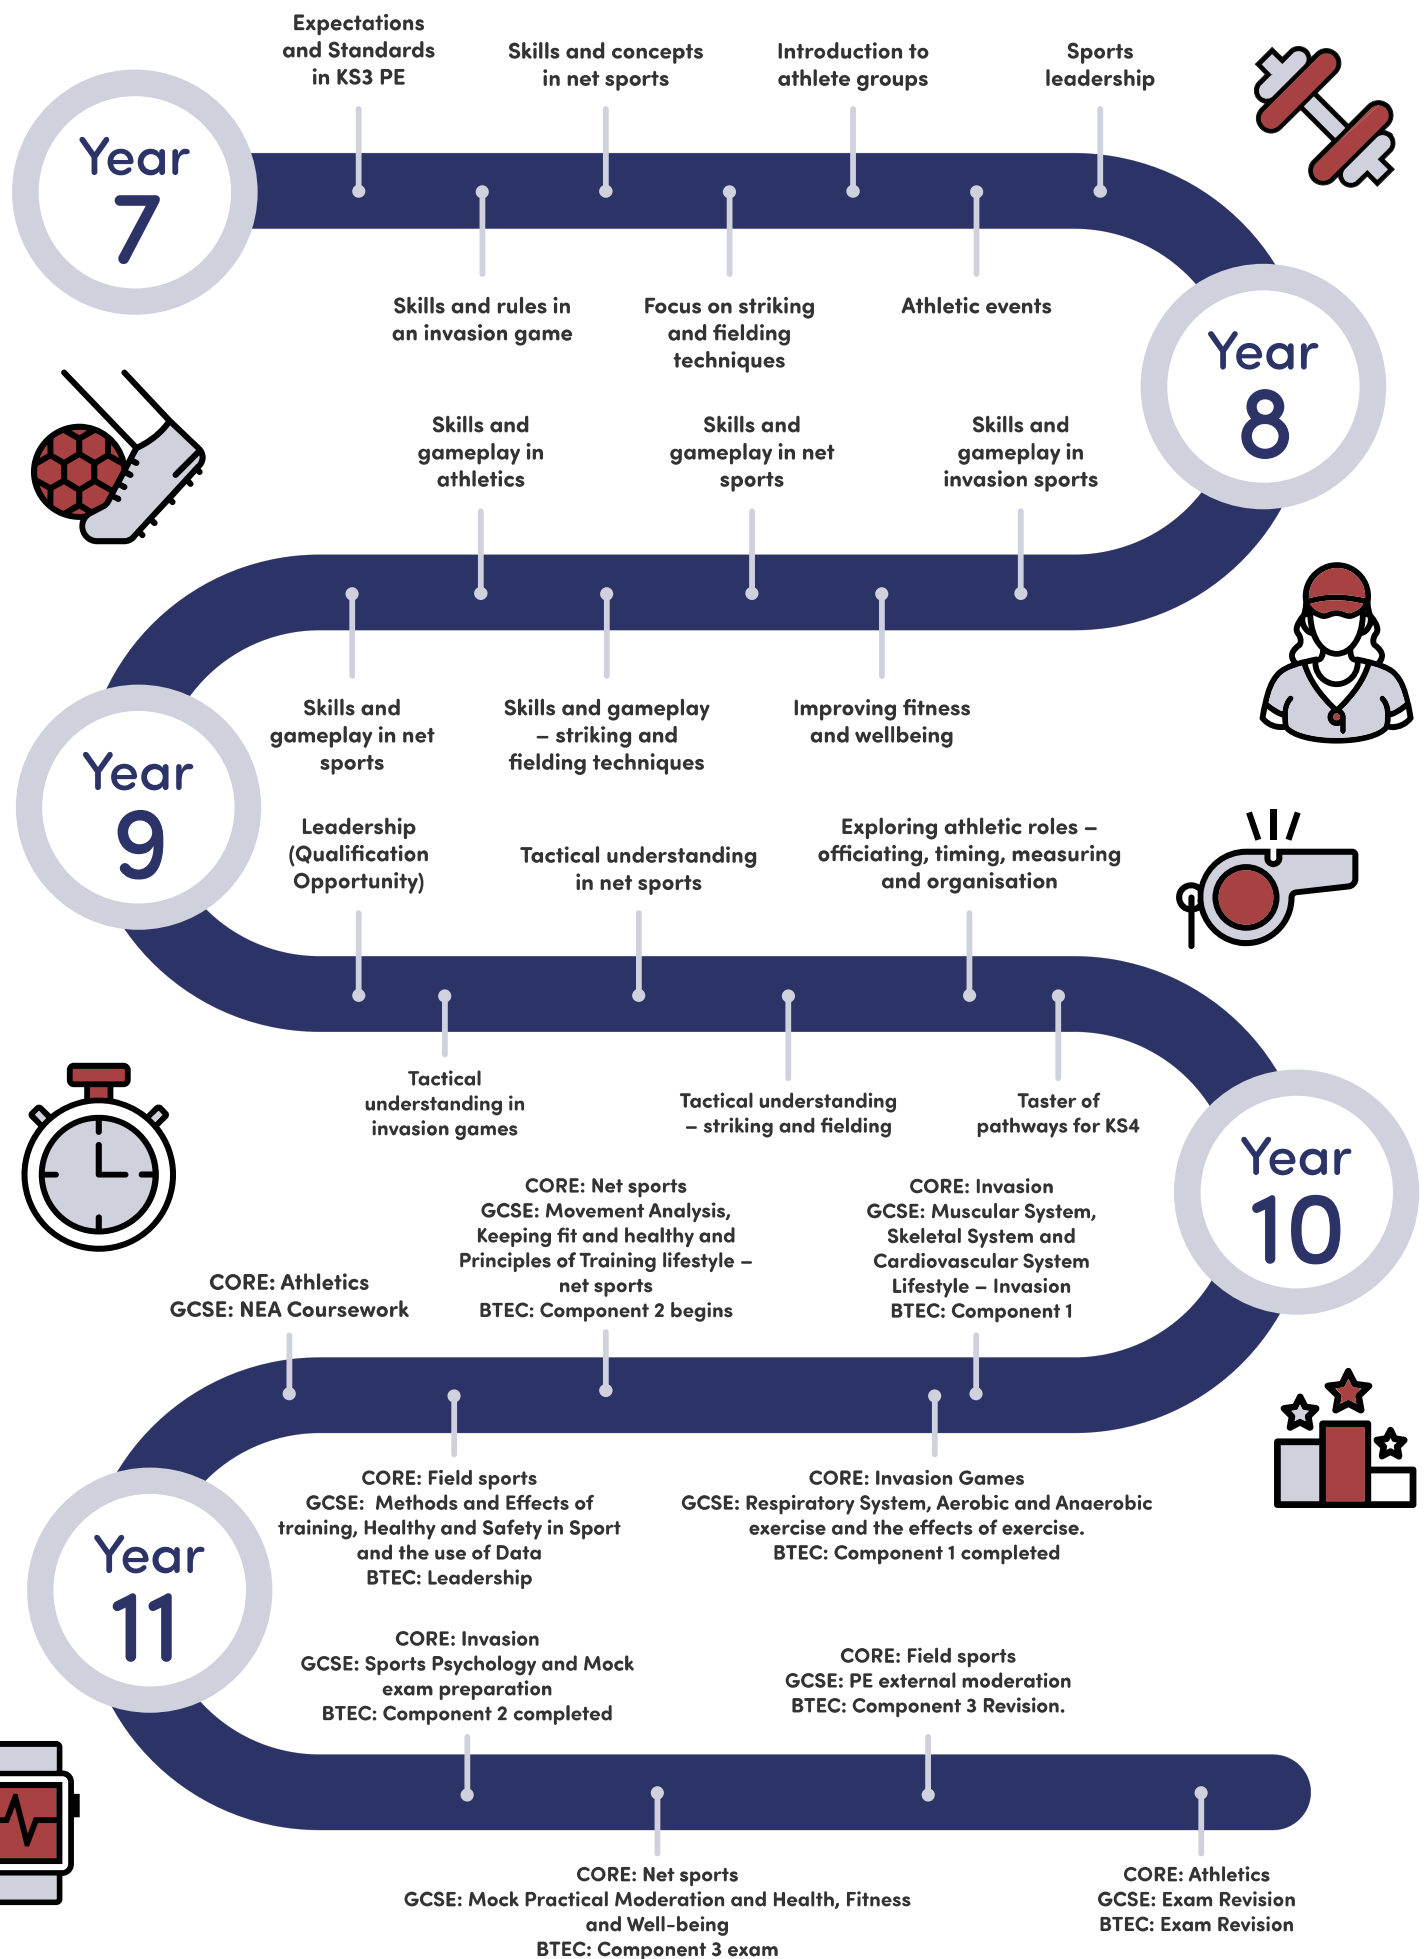 Year
7
Expectations
and Standards
in KS3 PE
Skills and rules in
an invasion game
Skills and concepts
in net sports
Focus on striking
and fielding
techniques
Introduction to
athlete groups
Athletic events
Sports
leadership
Year
8
Skills and
gameplay in
invasion sports
Improving fitness
and wellbeing
Skills and
gameplay in net
sports
Skills and gameplay
– striking and
fielding techniques
Skills and
gameplay in
athletics
Skills and
gameplay in net
sports
Year
9
Leadership
(Qualification
Opportunity)
Tactical
understanding in
invasion games
Tactical understanding
in net sports
Tactical understanding
– striking and fielding
Exploring athletic roles –
officiating, timing, measuring
and organisation
Taster of
pathways for KS4
Year
10
CORE: Invasion
GCSE: Muscular System,
Skeletal System and
Cardiovascular System
Lifestyle – Invasion
BTEC: Component 1
CORE: Invasion Games
GCSE: Respiratory System, Aerobic and Anaerobic
exercise and the effects of exercise.
BTEC: Component 1 completed
CORE: Net sports
GCSE: Movement Analysis,
Keeping fit and healthy and
Principles of Training lifestyle –
net sports
BTEC: Component 2 begins
CORE: Field sports
GCSE: Methods and Effects of
training, Healthy and Safety in Sport
and the use of Data
BTEC: Leadership
CORE: Athletics
GCSE: NEA Coursework
Year
11
CORE: Invasion
GCSE: Sports Psychology and Mock
exam preparation
BTEC: Component 2 completed
CORE: Net sports
GCSE: Mock Practical Moderation and Health, Fitness
and Well-being
BTEC: Component 3 exam
CORE: Field sports
GCSE: PE external moderation
BTEC: Component 3 Revision.
CORE: Athletics
GCSE: Exam Revision
BTEC: Exam Revision